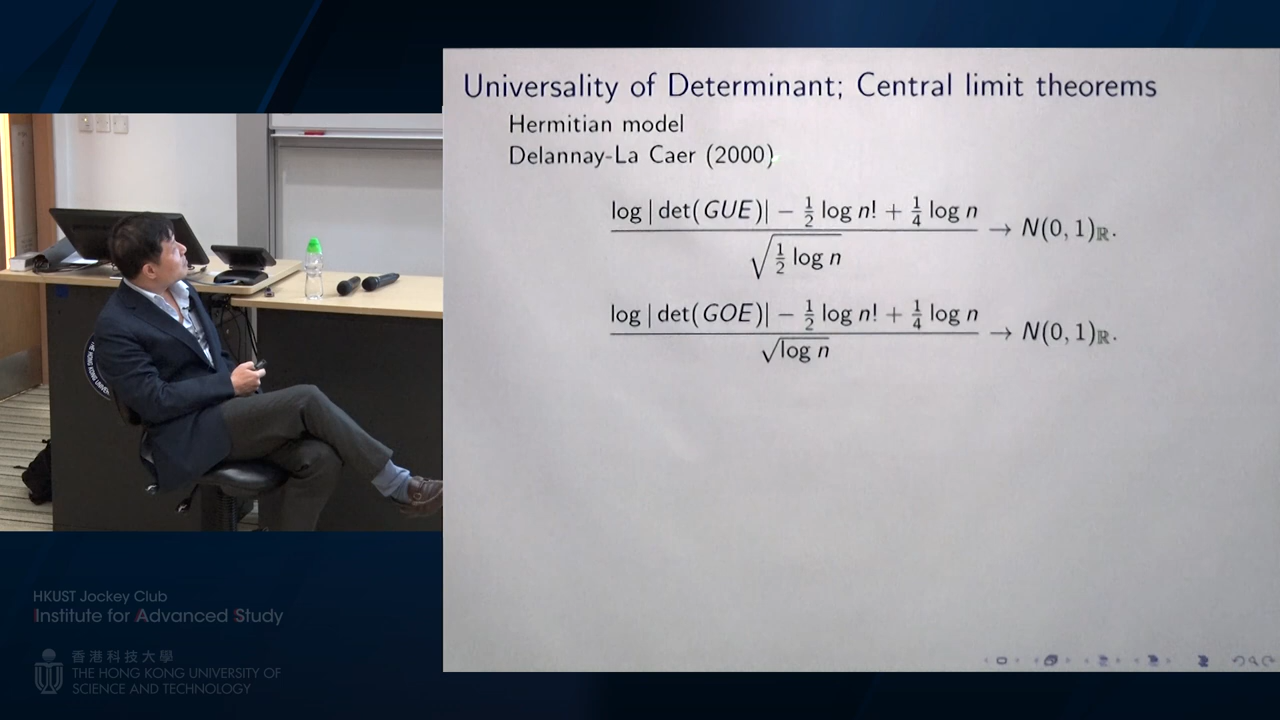 Universality of Determinant; Central limit theorems
Hermitian model
Delannay-La Caer (2000)
log | det(GUE)| − 1/2 log n! + 1/4 log n
√(1/2 log n)
→ N(0, 1)ℝ.
log | det(GOE)| − 1/2 log n! + 1/4 log n
√log n
→ N(0, 1)ℝ.
HKUST Jockey Club
Institute for Advanced Study
香港科技大學
THE HONG KONG UNIVERSITY OF
SCIENCE AND TECHNOLOGY